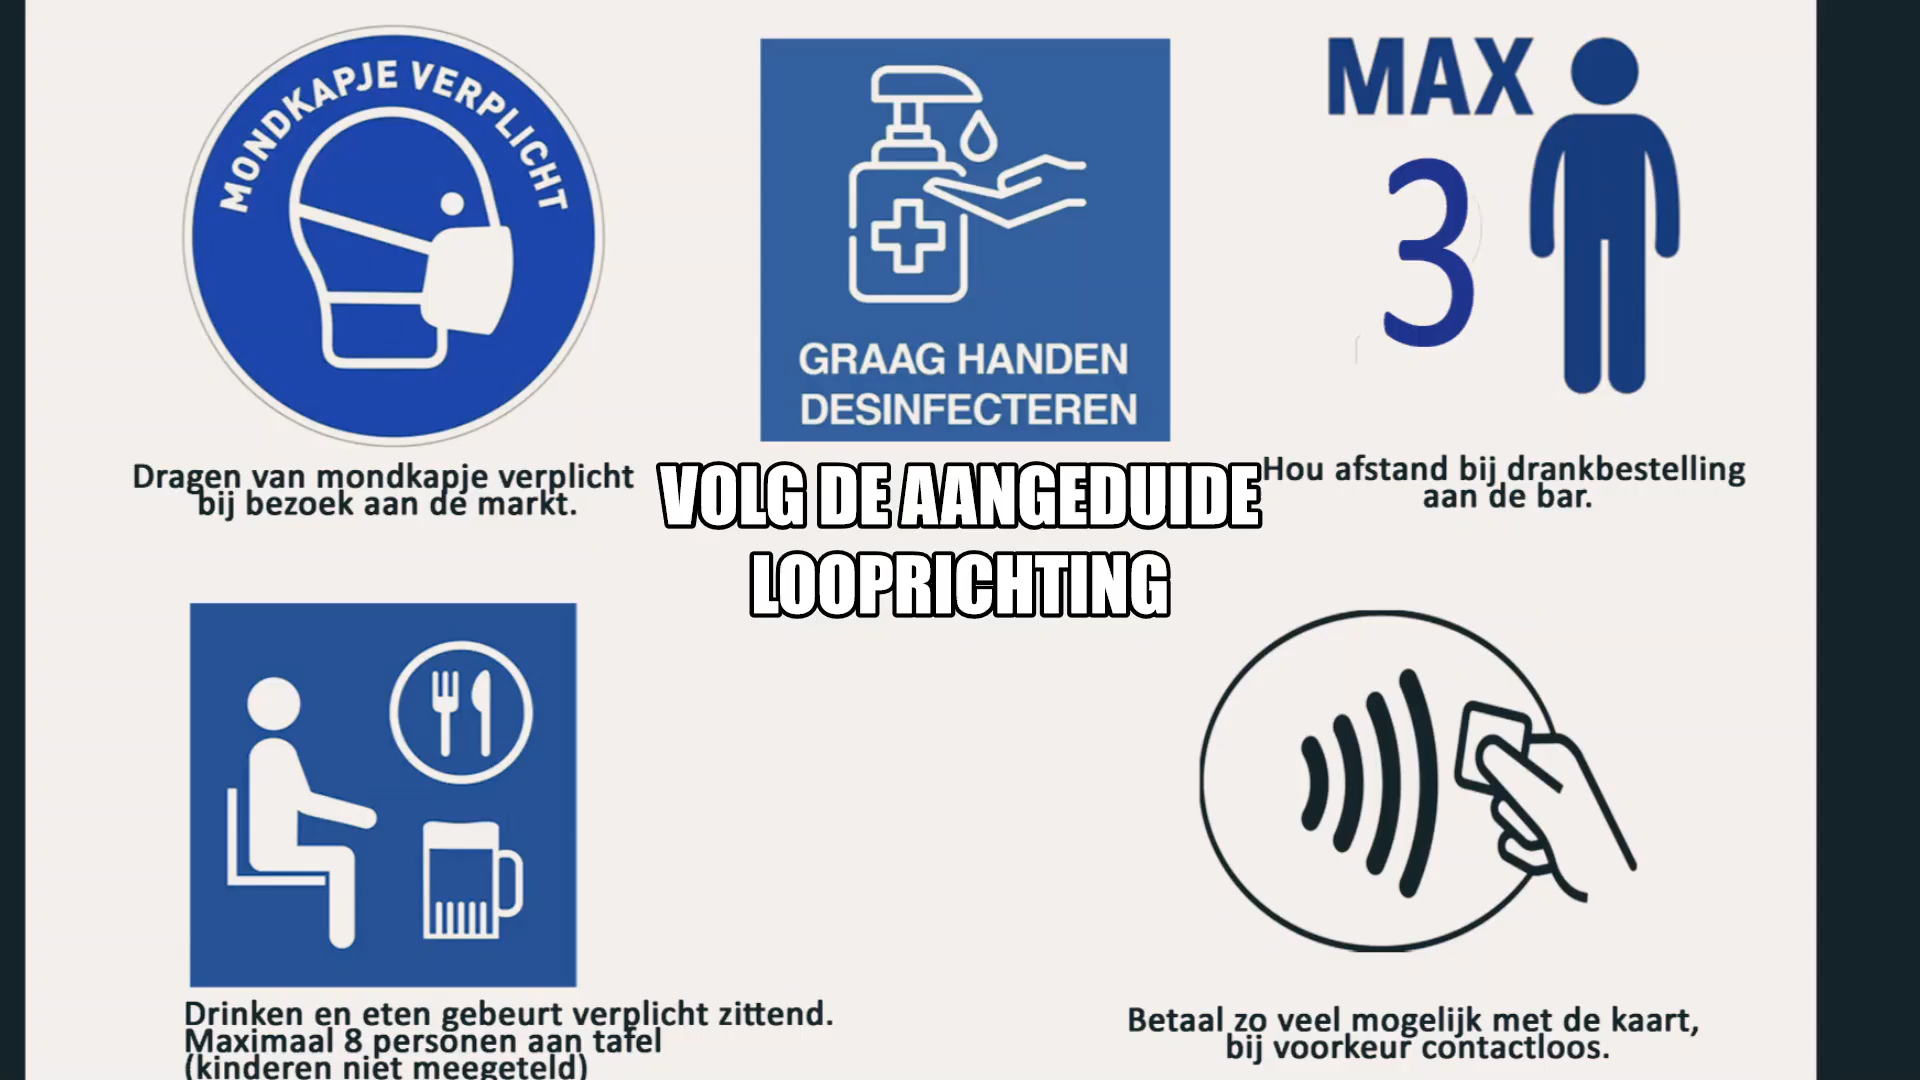 MONDKAPJE VERPLICHT
Dragen van mondkapje verplicht
bij bezoek aan de markt.
GRAAG HANDEN
DESINFECTEREN
MAX
3
Hou afstand bij drankbestelling
aan de bar.
VOLG DE AANGEDUIDE
LOOPRICHTING
Drinken en eten gebeurt verplicht zittend.
Maximaal 8 personen aan tafel
(kinderen niet meegeteld)
Betaal zo veel mogelijk met de kaart,
bij voorkeur contactloos.